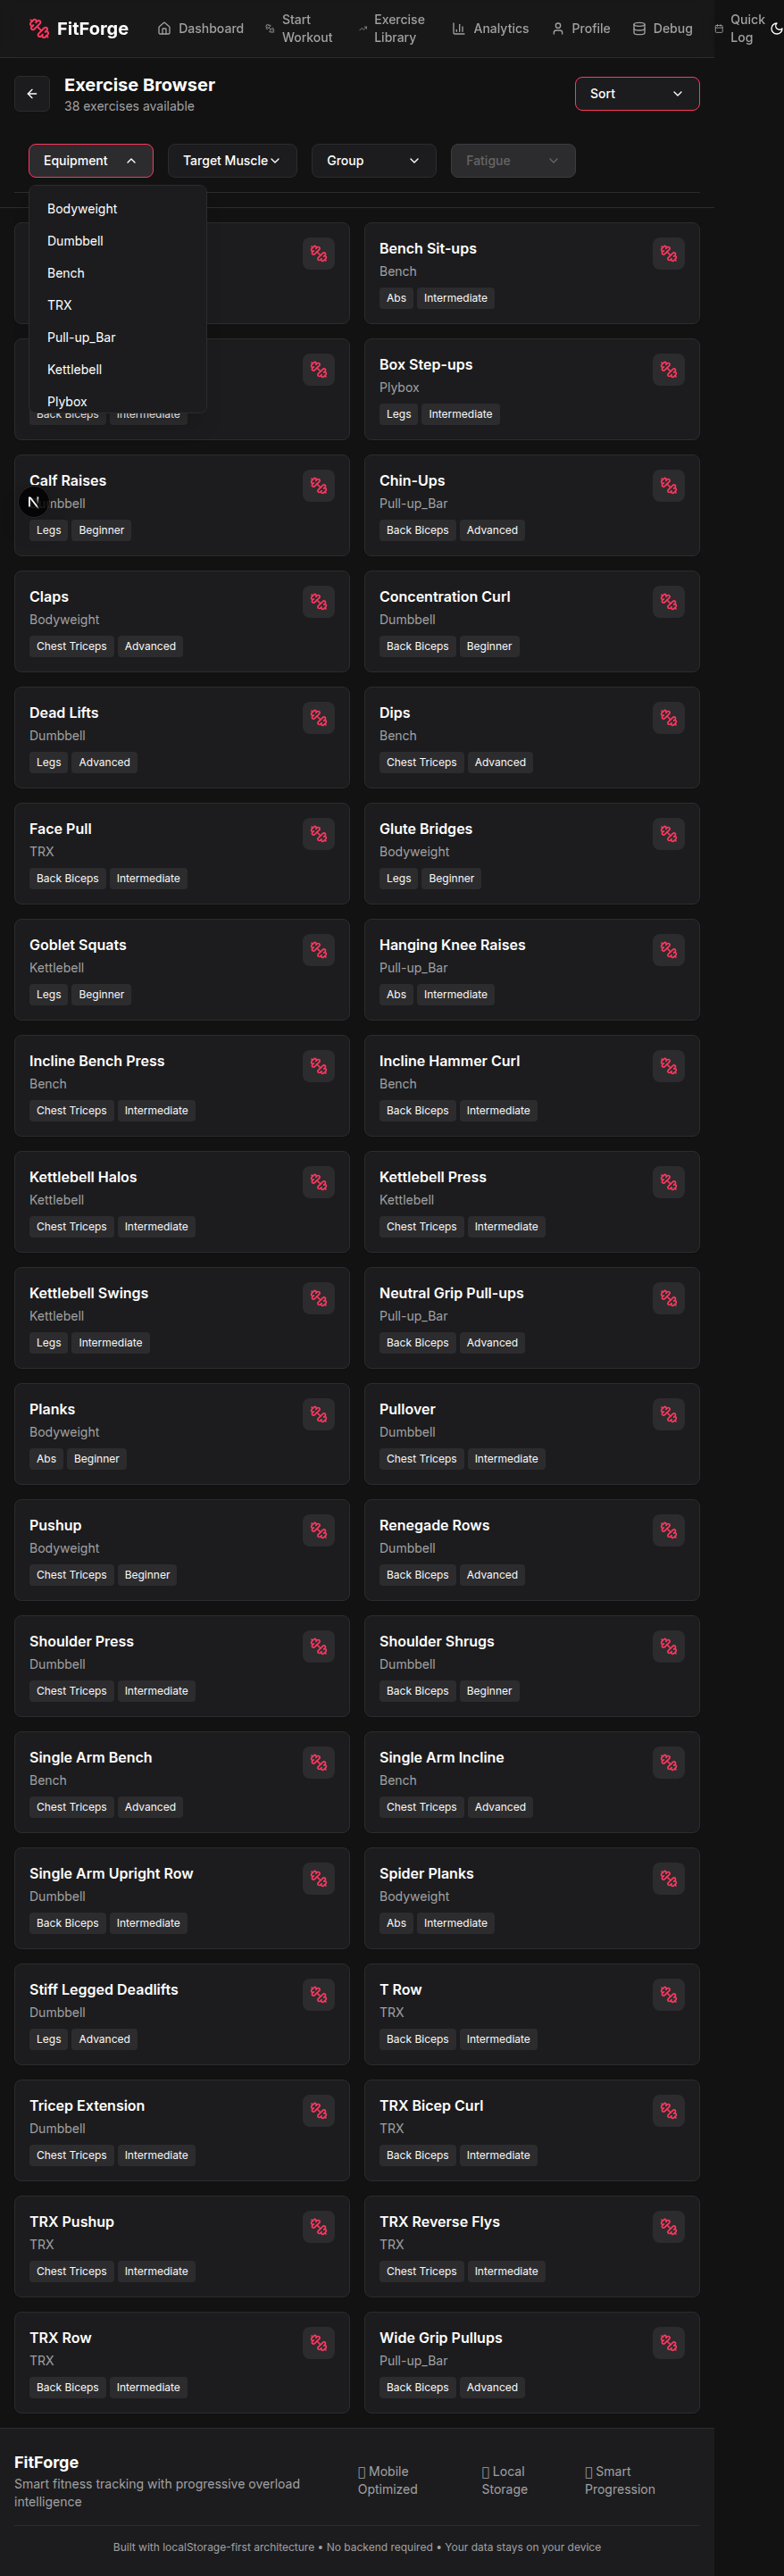 FitForge
Dashboard
Start
Workout
Exercise
Library
Analytics
Profile
Debug
Quick
Log
Exercise Browser
38 exercises available
Sort
Equipment
Target Muscle
Group
Fatigue
Bodyweight
Dumbbell
Bench
TRX
Pull-up_Bar
Kettlebell
Plybox
Bench Sit-ups
Bench
Abs Intermediate
Back Biceps Intermediate
Box Step-ups
Plybox
Legs Intermediate
Calf Raises
mbbell
Legs Beginner
N
Chin-Ups
Pull-up_Bar
Back Biceps Advanced
Claps
Bodyweight
Chest Triceps Advanced
Concentration Curl
Dumbbell
Back Biceps Beginner
Dead Lifts
Dumbbell
Legs Advanced
Dips
Bench
Chest Triceps Advanced
Face Pull
TRX
Back Biceps Intermediate
Glute Bridges
Bodyweight
Legs Beginner
Goblet Squats
Kettlebell
Legs Beginner
Hanging Knee Raises
Pull-up_Bar
Abs Intermediate
Incline Bench Press
Bench
Chest Triceps Intermediate
Incline Hammer Curl
Bench
Back Biceps Intermediate
Kettlebell Halos
Kettlebell
Chest Triceps Intermediate
Kettlebell Press
Kettlebell
Chest Triceps Intermediate
Kettlebell Swings
Kettlebell
Legs Intermediate
Neutral Grip Pull-ups
Pull-up_Bar
Back Biceps Advanced
Planks
Bodyweight
Abs Beginner
Pullover
Dumbbell
Chest Triceps Intermediate
Pushup
Bodyweight
Chest Triceps Beginner
Renegade Rows
Dumbbell
Back Biceps Advanced
Shoulder Press
Dumbbell
Chest Triceps Intermediate
Shoulder Shrugs
Dumbbell
Back Biceps Beginner
Single Arm Bench
Bench
Chest Triceps Advanced
Single Arm Incline
Bench
Chest Triceps Advanced
Single Arm Upright Row
Dumbbell
Back Biceps Intermediate
Spider Planks
Bodyweight
Abs Intermediate
Stiff Legged Deadlifts
Dumbbell
Legs Advanced
T Row
TRX
Back Biceps Intermediate
Tricep Extension
Dumbbell
Chest Triceps Intermediate
TRX Bicep Curl
TRX
Back Biceps Intermediate
TRX Pushup
TRX
Chest Triceps Intermediate
TRX Reverse Flys
TRX
Chest Triceps Intermediate
TRX Row
TRX
Back Biceps Intermediate
Wide Grip Pullups
Pull-up_Bar
Back Biceps Advanced
FitForge
Smart fitness tracking with progressive overload
intelligence
Mobile
Optimized
Local
Storage
Smart
Progression
Built with localStorage-first architecture • No backend required • Your data stays on your device